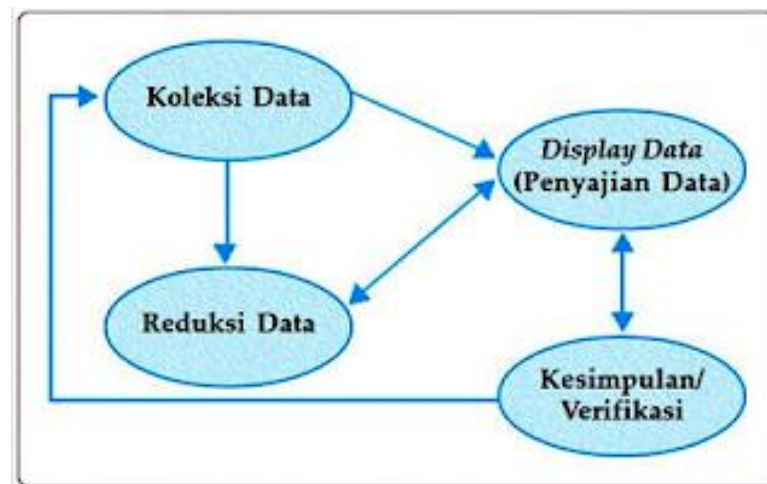 Koleksi Data
Display Data
(Penyajian Data)
Reduksi Data
Kesimpulan/
Verifikasi